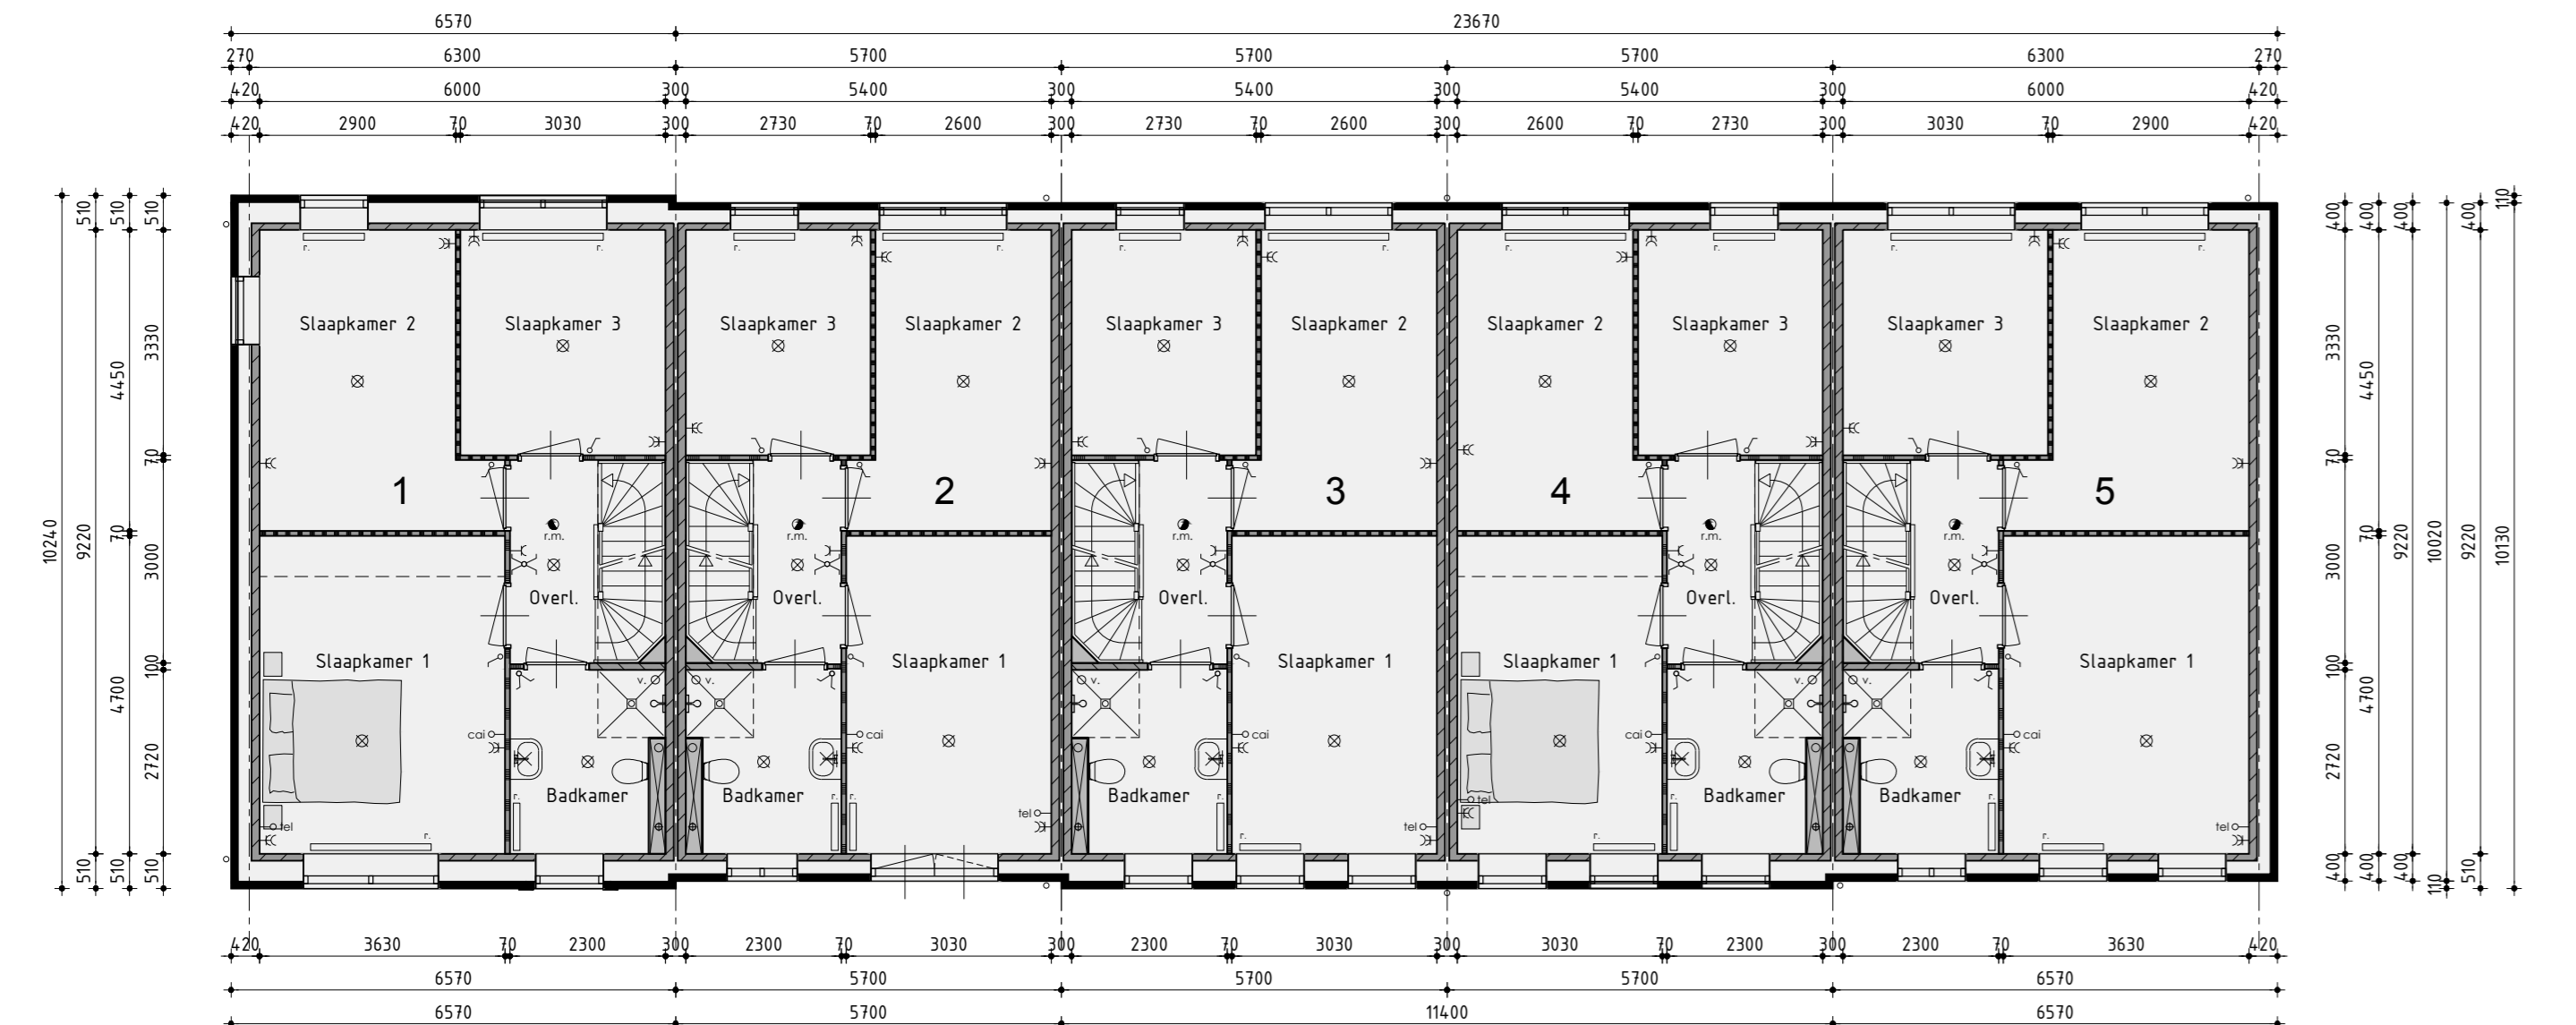 6570 23670
270 6300 5700 5700 5700 6300 270
420 6000 300 5400 300 5400 300 5400 300 6000 420
420 2900 70 3030 300 2730 70 2600 300 2730 70 2600 300 2600 70 2730 300 3030 70 2900 420
510 510 510 400 400 400 400 110
r. r. r. r. r. r. r. r. r. r.
Slaapkamer 2 Slaapkamer 3 Slaapkamer 3 Slaapkamer 2 Slaapkamer 3 Slaapkamer 2 Slaapkamer 2 Slaapkamer 3 Slaapkamer 3 Slaapkamer 2
3330 3330
4450 4450
70 70
1 2 3 4 5
r.m. r.m. r.m. r.m. r.m.
70 70
10240 9220 3000 3000 9220 10020 9220 10130
Overl. Overl. Overl. Overl. Overl.
Slaapkamer 1 Slaapkamer 1 Slaapkamer 1 Slaapkamer 1 Slaapkamer 1
100 100
v. v. v. v. v.
4700 4700
cai cai cai cai cai
2720 2720
Badkamer Badkamer Badkamer Badkamer Badkamer
r. r. r. r. r. r.
tel tel tel tel tel
r. r. r. r.
510 510 510 400 400 400 110 510
420 3630 70 2300 300 2300 70 3030 300 2300 70 3030 300 3030 70 2300 300 2300 70 3630 420
6570 5700 5700 5700 6570
6570 5700 11400 6570